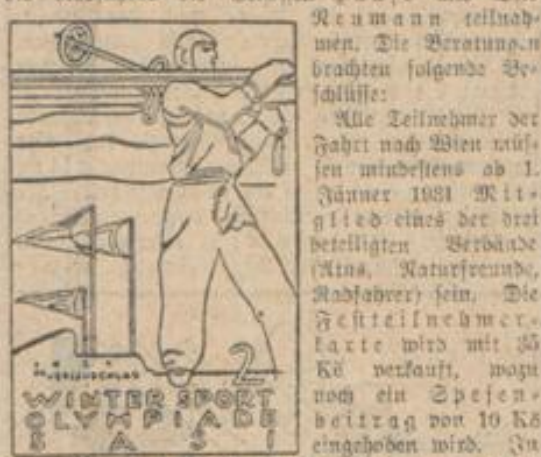 Neumann teilnah-
men. Die Beratungen
brachten folgende Be-
schlüsse:
Alle Teilnehmer der
Fahrt nach Wien müs-
sen mindestens ab 1.
Jänner 1931 Mit-
glied eines der drei
beteiligten Verbände
(Atus, Naturfreunde,
Radfahrer) sein. Die
Festteilnehmer-
karte wird mit 35
Kč verkauft, wozu
noch ein Spesen-
beitrag von 10 Kč
eingehoben wird. In
2.
WINTER SPORT
OLYMPIADE
SASI